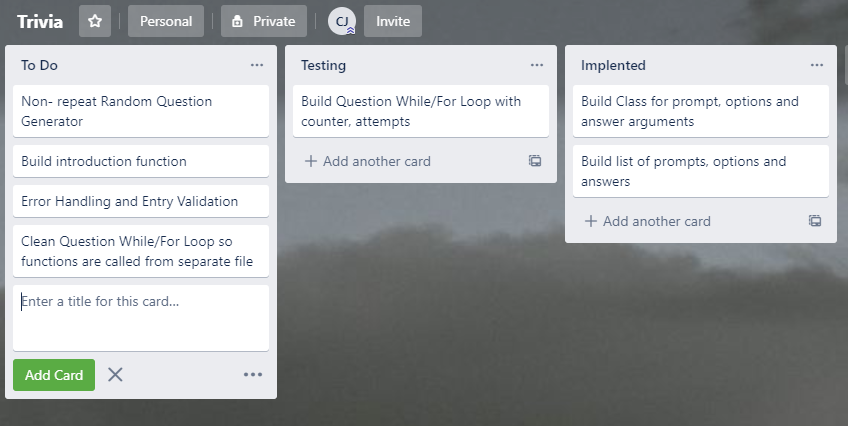 Trivia
Personal
Private
CJ
Invite
To Do
Non- repeat Random Question
Generator
Build introduction function
Error Handling and Entry Validation
Clean Question While/For Loop so
functions are called from separate file
Enter a title for this card...
Add Card
Testing
Build Question While/For Loop with
counter, attempts
Add another card
Implented
Build Class for prompt, options and
answer arguments
Build list of prompts, options and
answers
Add another card